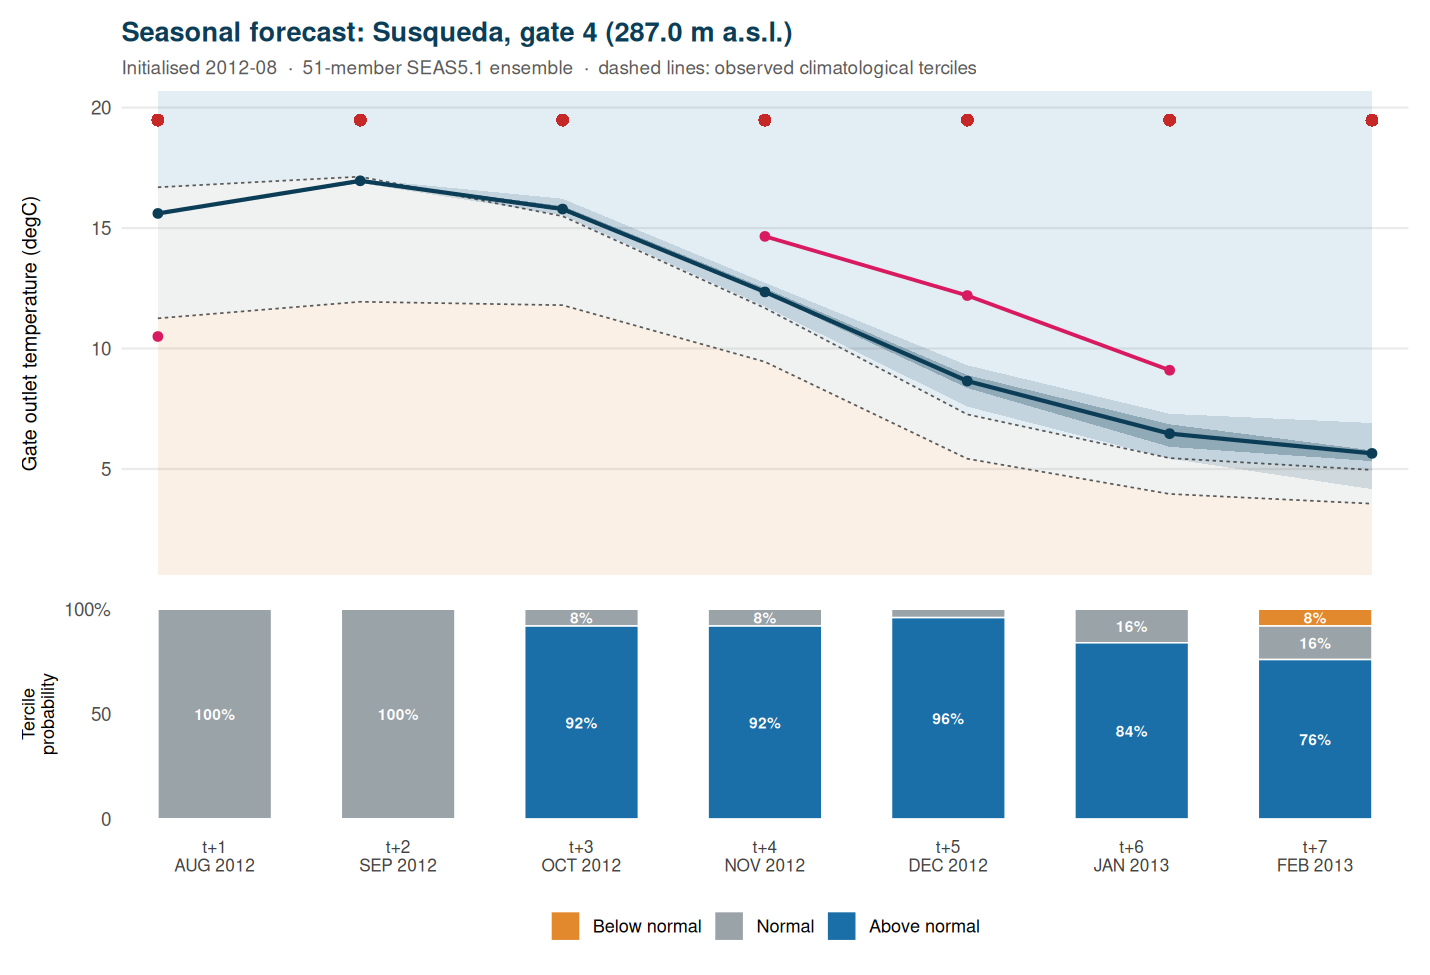 Seasonal forecast: Susqueda, gate 4 (287.0 m a.s.l.)
Initialised 2012-08 · 51-member SEAS5.1 ensemble · dashed lines: observed climatological terciles
Gate outlet temperature (degC)
20
15
10
5
Tercile
probability
100%
50
0
100%
100%
8%
92%
8%
92%
96%
16%
84%
8%
16%
76%
t+1
AUG 2012
t+2
SEP 2012
t+3
OCT 2012
t+4
NOV 2012
t+5
DEC 2012
t+6
JAN 2013
t+7
FEB 2013
Below normal
Normal
Above normal